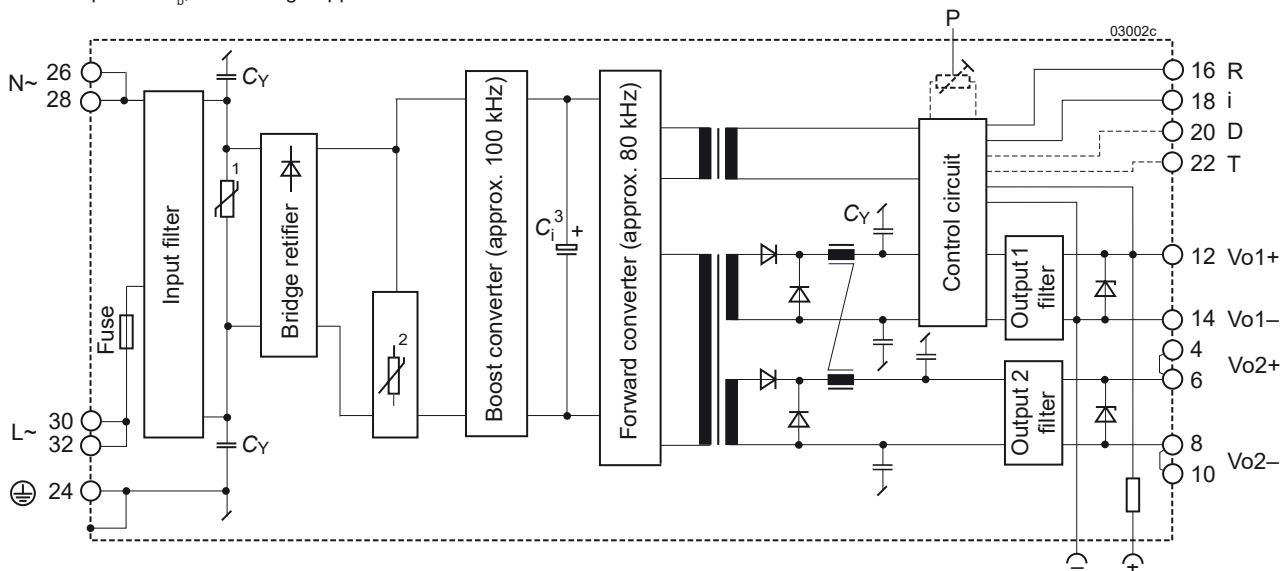 b
P
03002c
N~ 26
28
CY
16 R
18 i
20 D
22 T
Input filter
1
Bridge retifier
2
Boost converter (approx. 100 kHz)
Ci 3 +
Forward converter (approx. 80 kHz)
Control circuit
CY
Output 1 filter
12 Vo1+
14 Vo1–
4
Vo2+
6
Fuse
Output 2 filter
L~ 30
32
CY
8
Vo2–
10
24
–
+